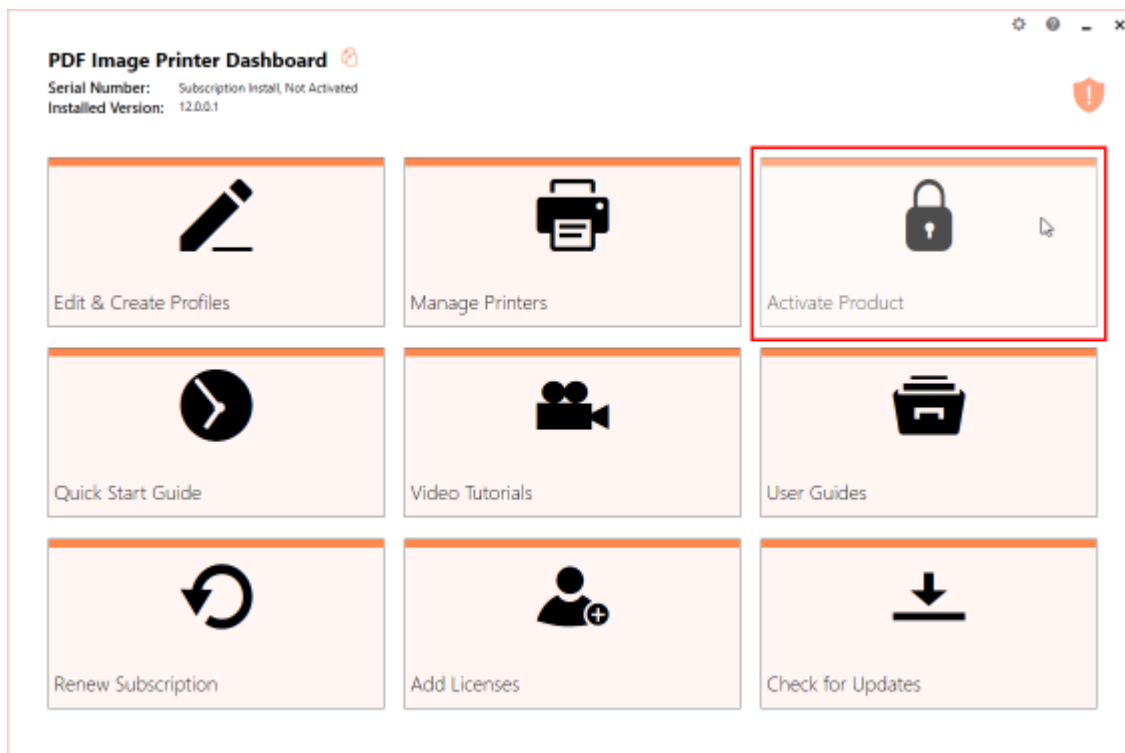 PDF Image Printer Dashboard
Serial Number: Subscription Install, Not Activated
Installed Version: 12.0.0.1
Edit & Create Profiles
Manage Printers
Activate Product
Quick Start Guide
Video Tutorials
User Guides
Renew Subscription
Add Licenses
Check for Updates